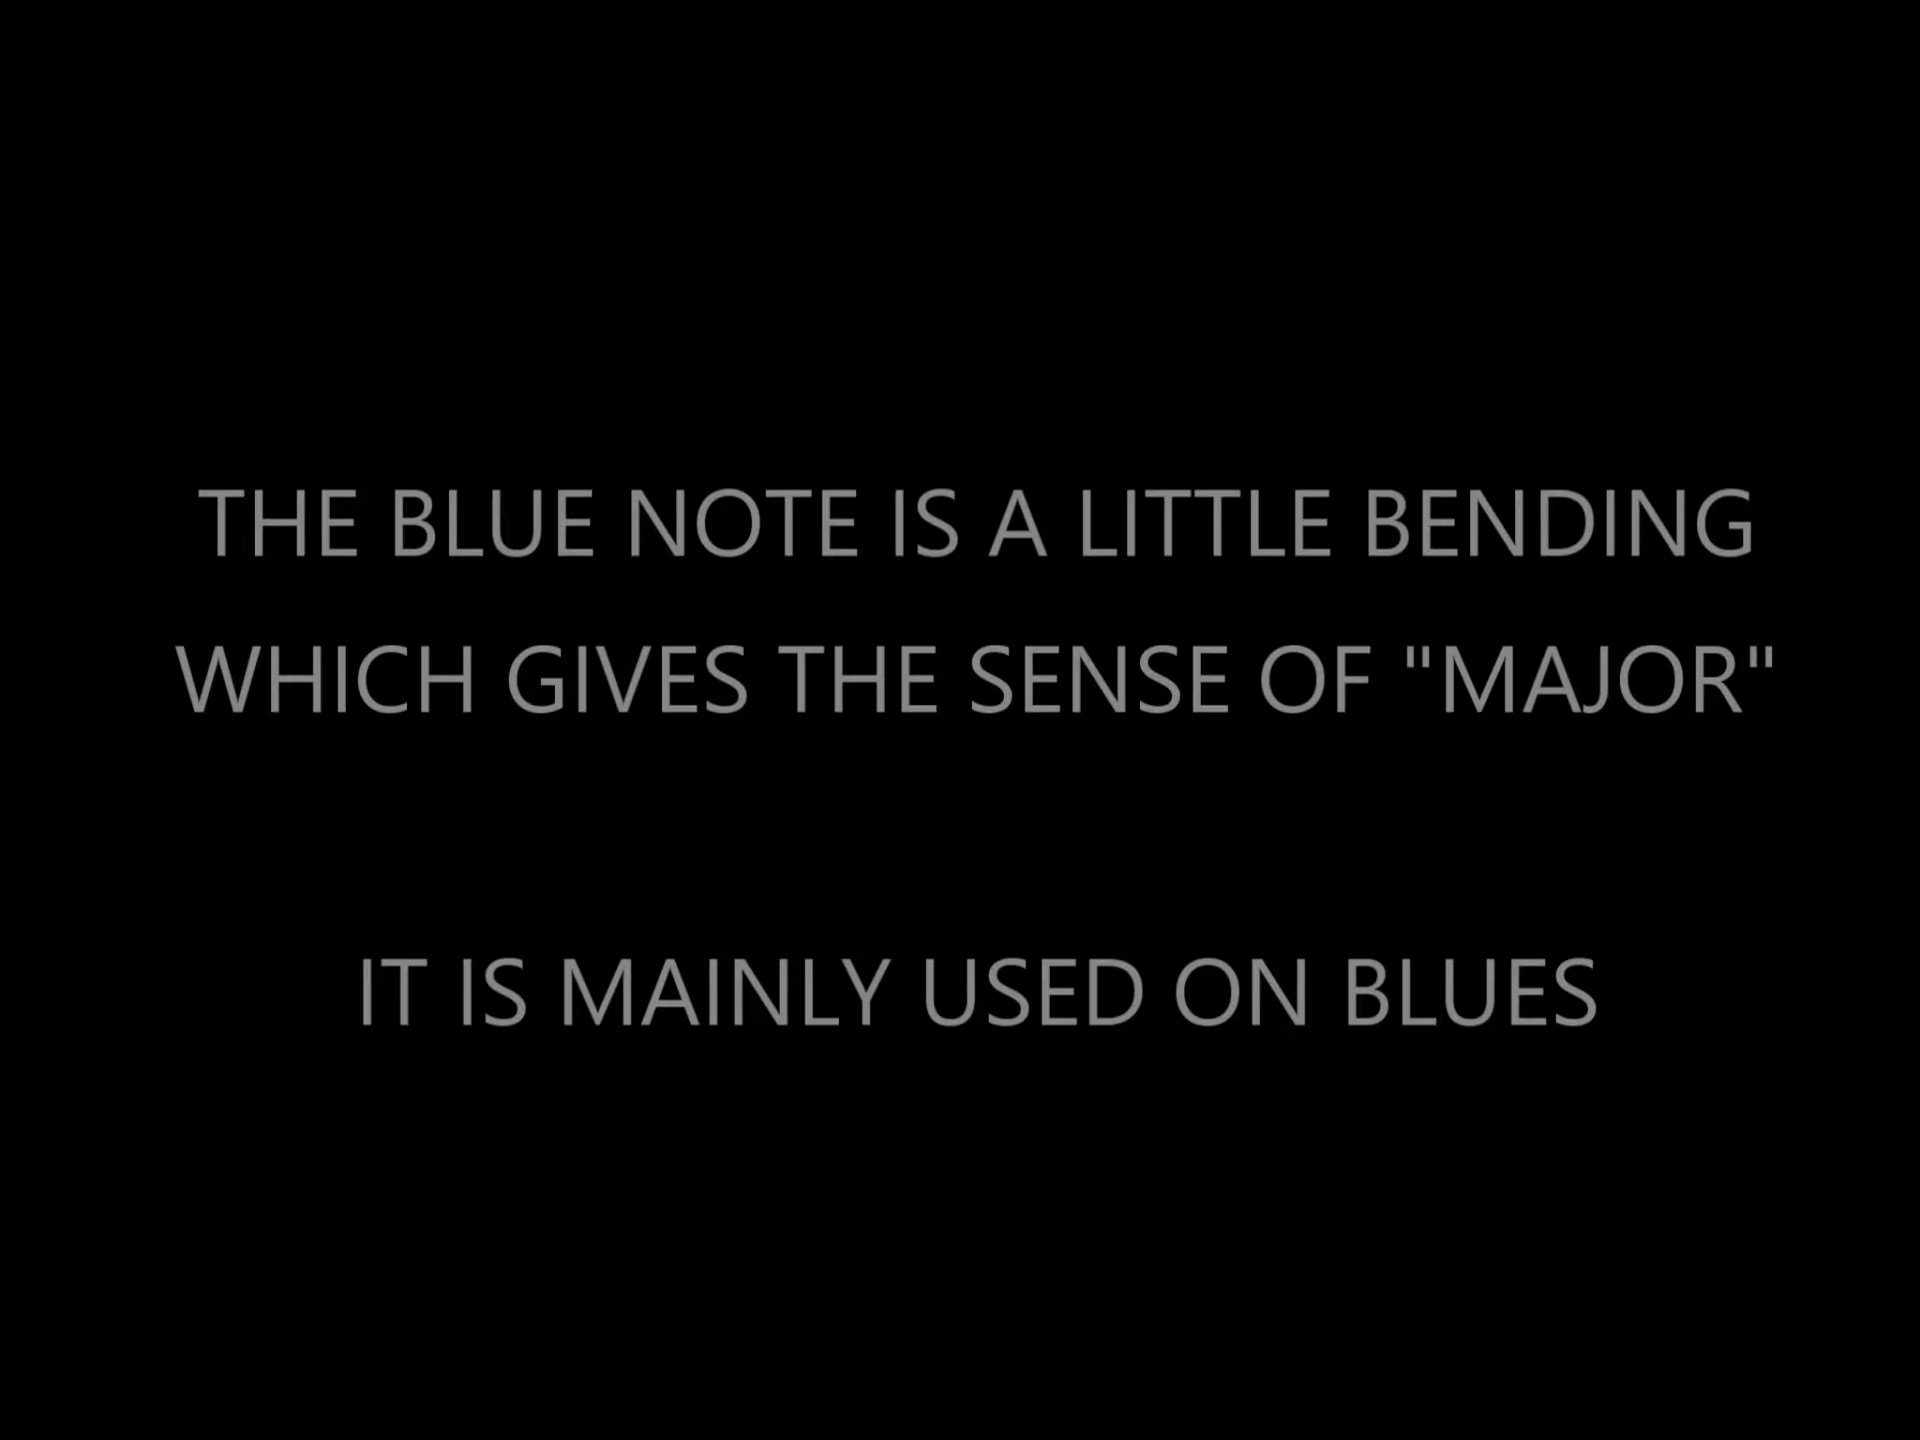 THE BLUE NOTE IS A LITTLE BENDING
WHICH GIVES THE SENSE OF "MAJOR"
IT IS MAINLY USED ON BLUES